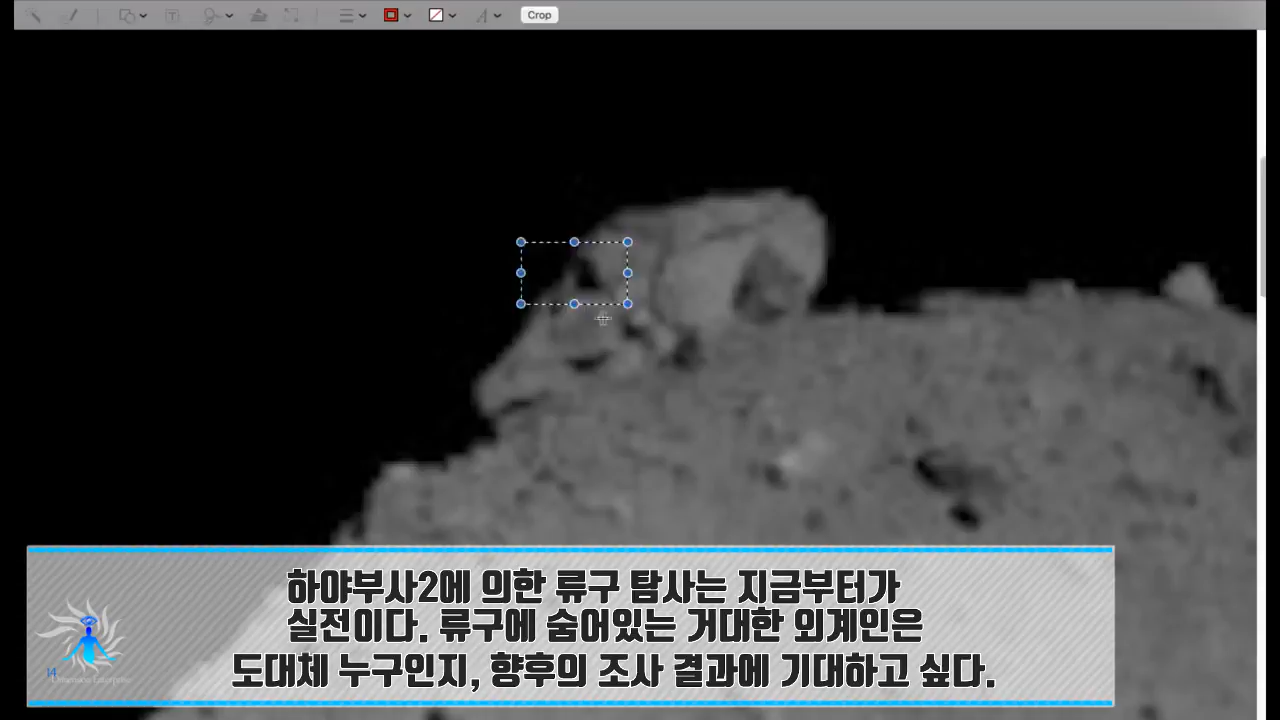 Crop
하야부사2에 의한 류구 탐사는 지금부터가
실전이다. 류구에 숨어있는 거대한 외계인은
도대체 누구인지, 향후의 조사 결과에 기대하고 싶다.
14
Dimension Enterprise